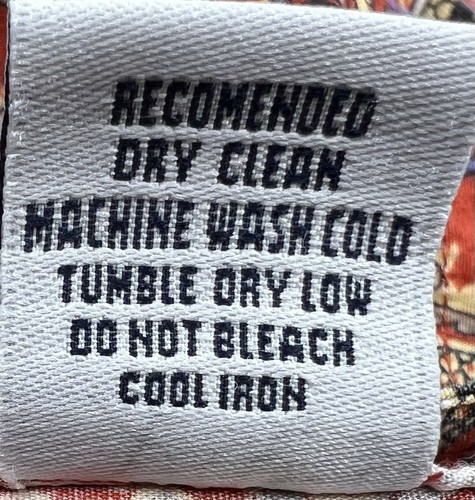 RECOMENDED
DRY CLEAN
MACHINE WASH COLD
TUMBLE DRY LOW
DO NOT BLEACH
COOL IRON